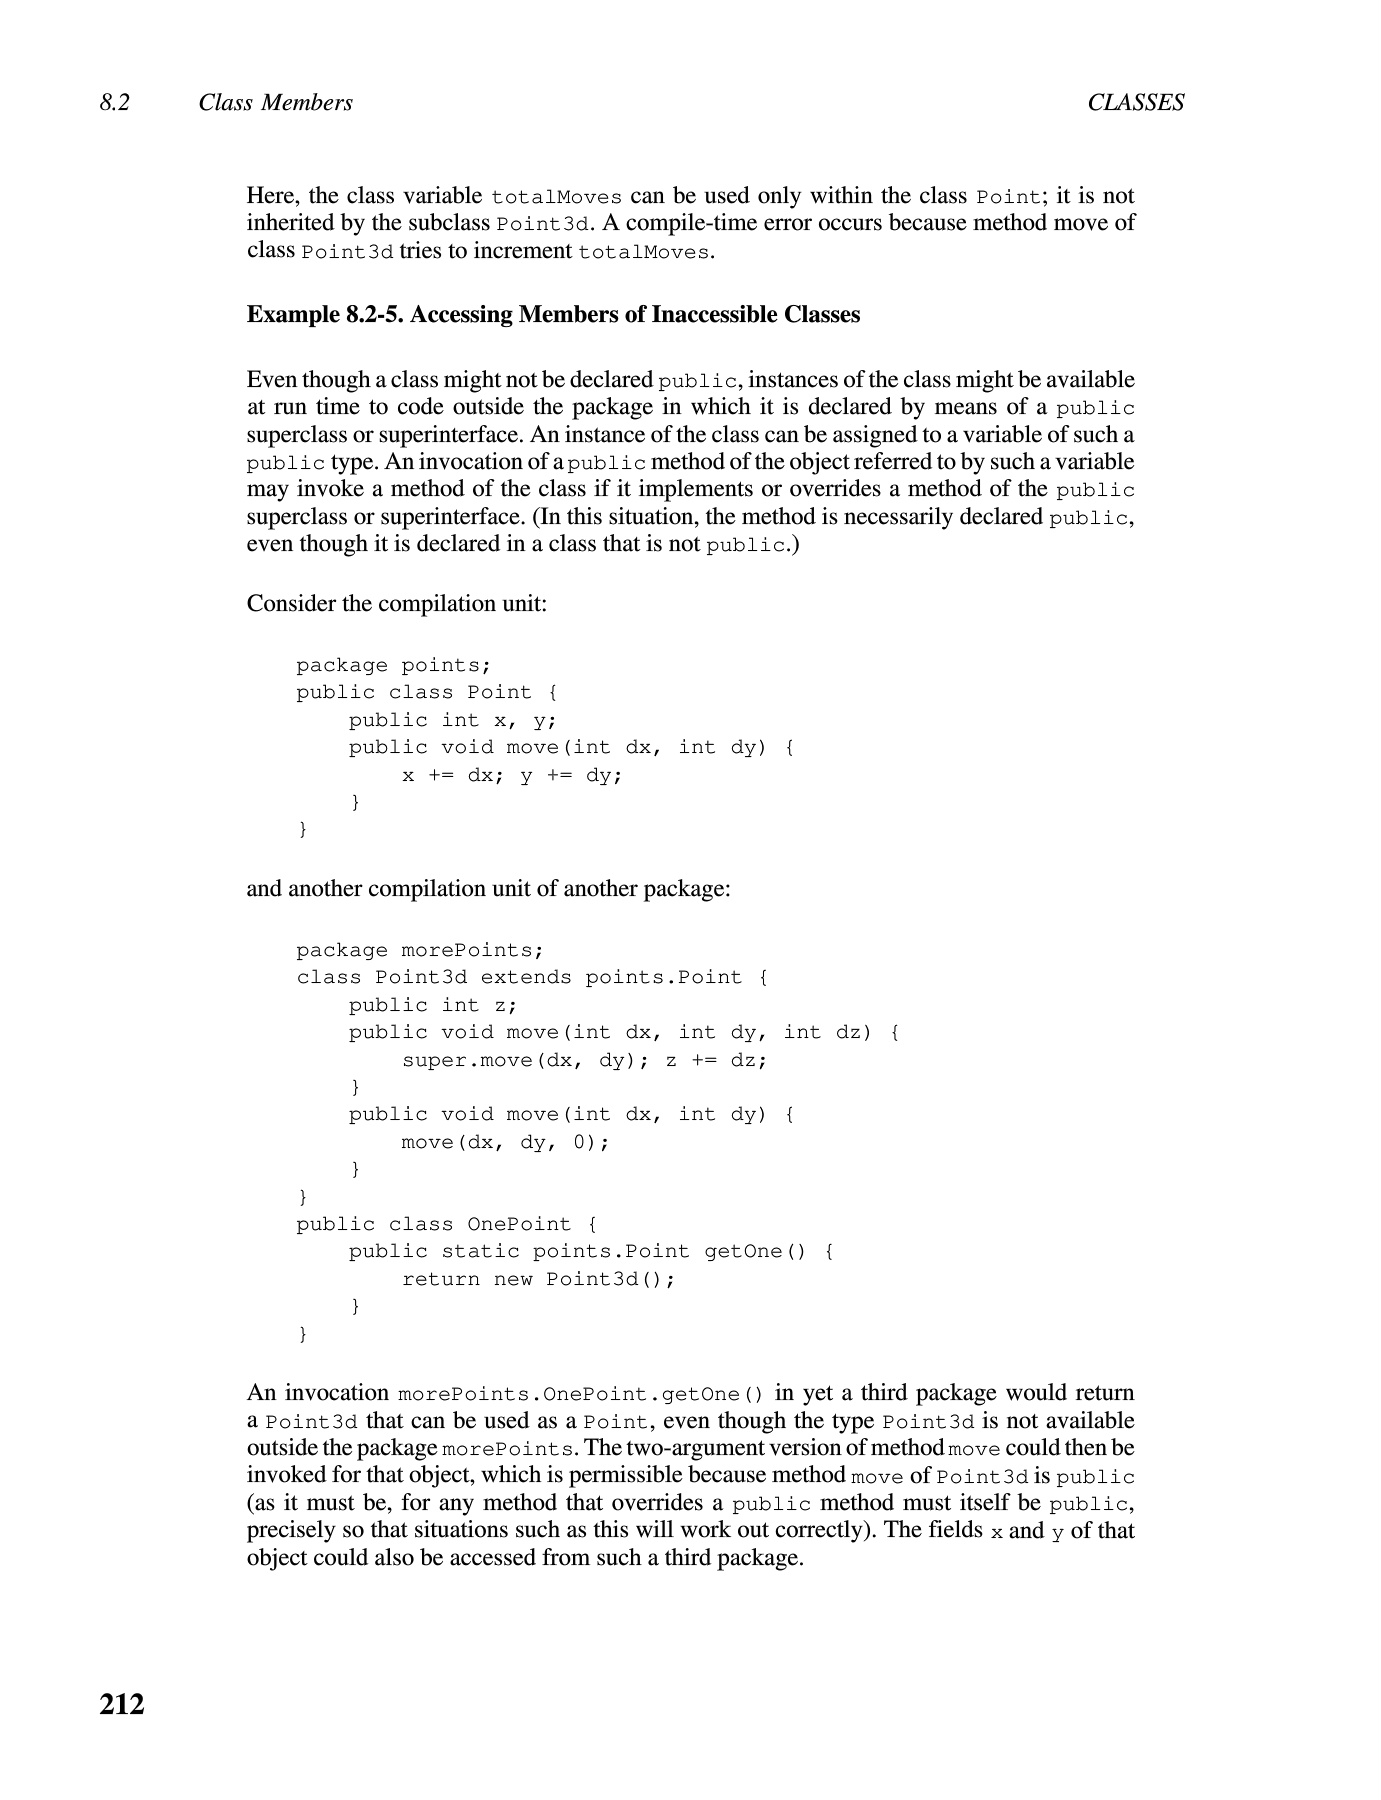 8.2 Class Members CLASSES
Here, the class variable totalMoves can be used only within the class Point; it is not
inherited by the subclass Point3d. A compile-time error occurs because method move of
class Point3d tries to increment totalMoves.
Example 8.2-5. Accessing Members of Inaccessible Classes
Even though a class might not be declared public, instances of the class might be available
at run time to code outside the package in which it is declared by means of a public
superclass or superinterface. An instance of the class can be assigned to a variable of such a
public type. An invocation of a public method of the object referred to by such a variable
may invoke a method of the class if it implements or overrides a method of the public
superclass or superinterface. (In this situation, the method is necessarily declared public,
even though it is declared in a class that is not public.)
Consider the compilation unit:
package points;
public class Point {
    public int x, y;
    public void move(int dx, int dy) {
        x += dx; y += dy;
    }
}
and another compilation unit of another package:
package morePoints;
class Point3d extends points.Point {
    public int z;
    public void move(int dx, int dy, int dz) {
        super.move(dx, dy); z += dz;
    }
    public void move(int dx, int dy) {
        move(dx, dy, 0);
    }
}
public class OnePoint {
    public static points.Point getOne() {
        return new Point3d();
    }
}
An invocation morePoints.OnePoint.getOne() in yet a third package would return
a Point3d that can be used as a Point, even though the type Point3d is not available
outside the package morePoints. The two-argument version of method move could then be
invoked for that object, which is permissible because method move of Point3d is public
(as it must be, for any method that overrides a public method must itself be public,
precisely so that situations such as this will work out correctly). The fields x and y of that
object could also be accessed from such a third package.
212